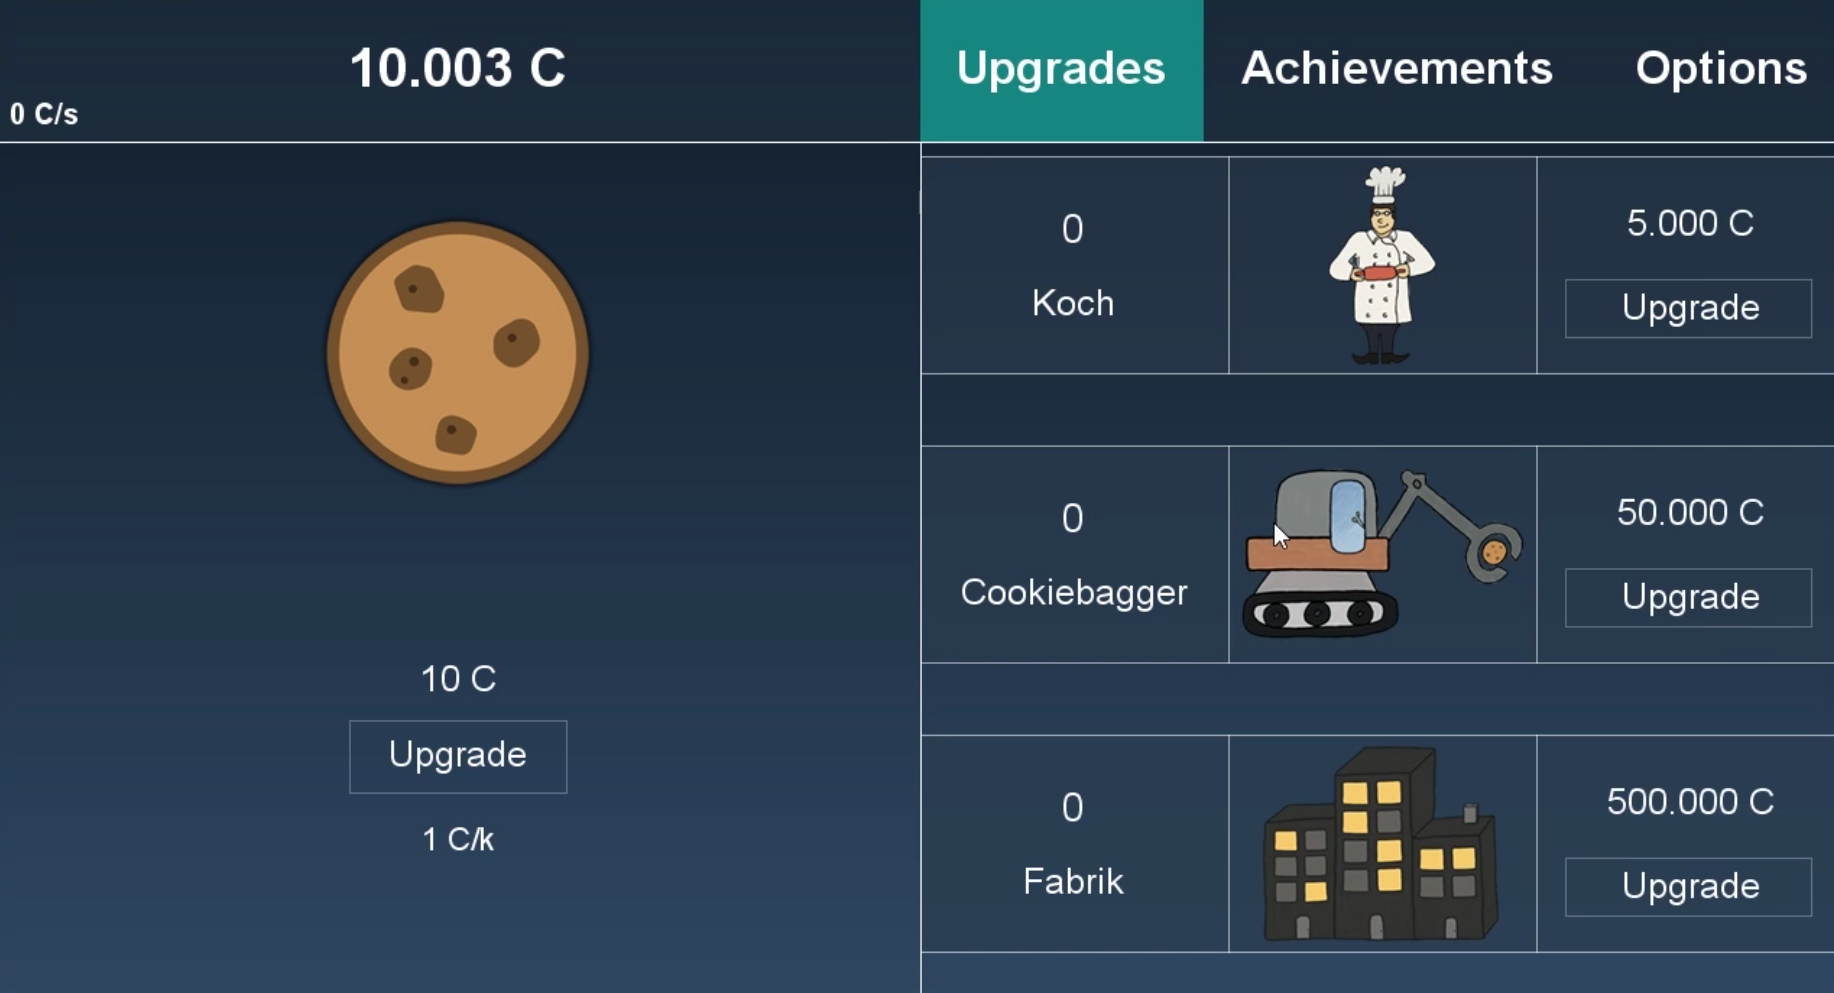 10.003 C
0 C/s
Upgrades
Achievements
Options
10 C
Upgrade
1 C/k
0
Koch
5.000 C
Upgrade
0
Cookiebagger
50.000 C
Upgrade
0
Fabrik
500.000 C
Upgrade